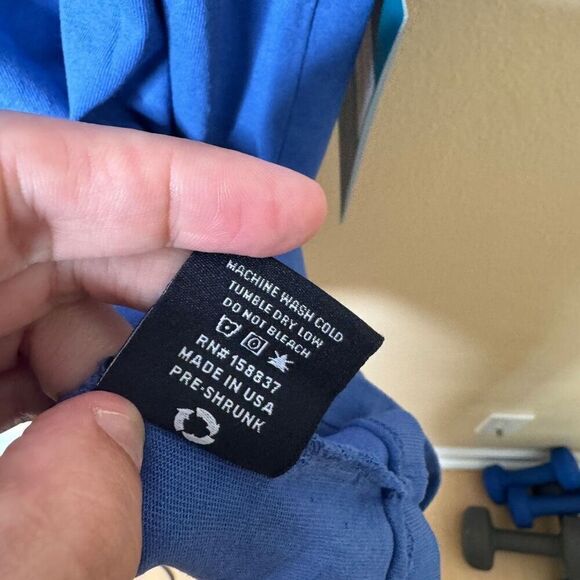 MACHINE WASH COLD
TUMBLE DRY LOW
DO NOT BLEACH
RN# 158837
MADE IN USA
PRE-SHRUNK